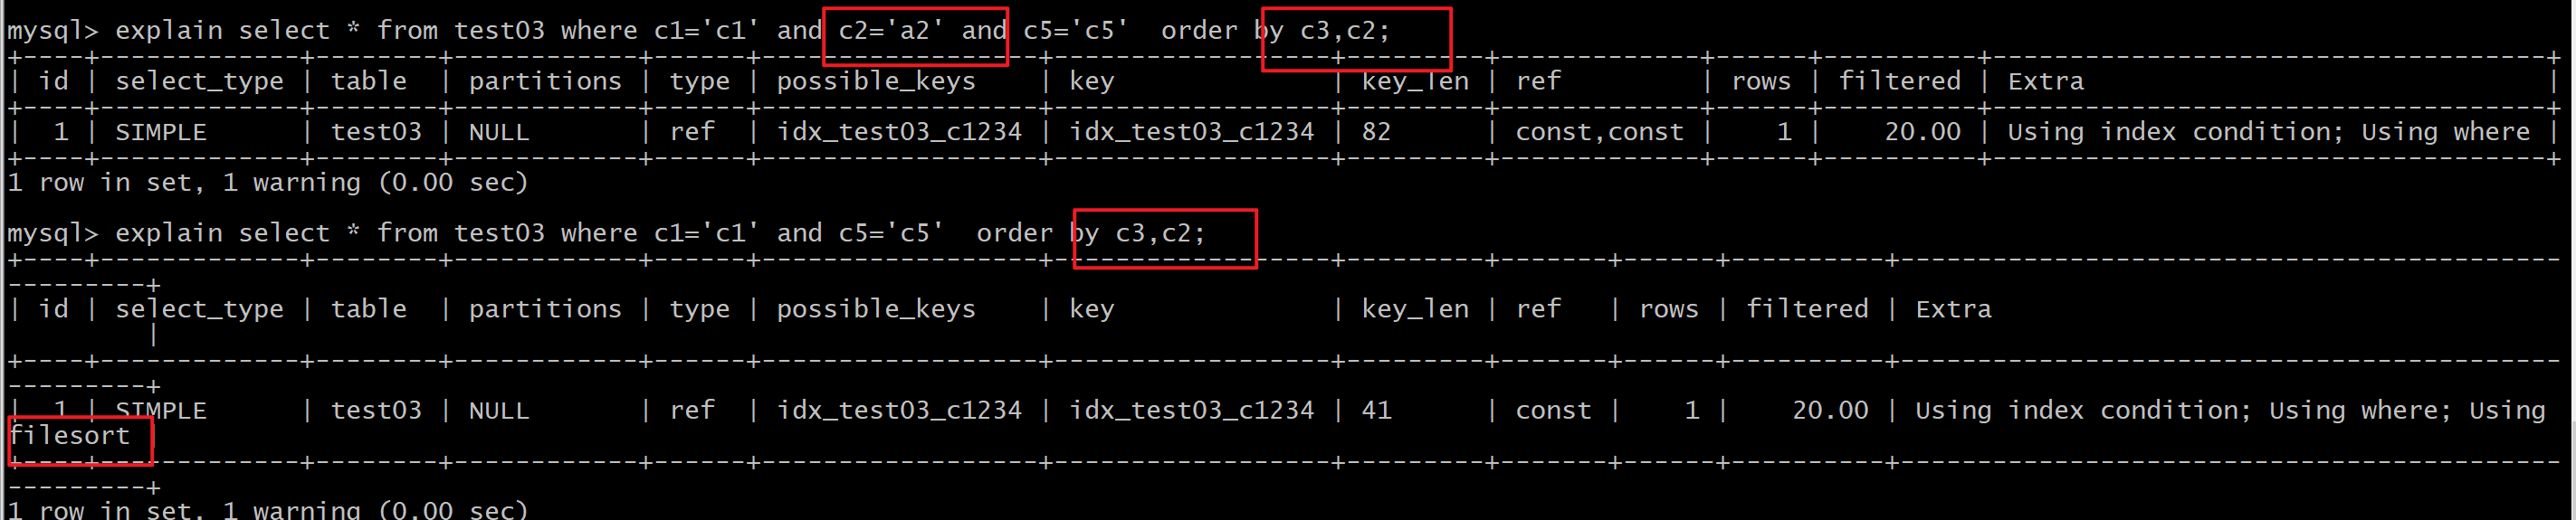 mysql> explain select * from test03 where c1='c1' and c2='a2' and c5='c5'  order by c3,c2;
+----+-------------+--------+------------+------+------------------+------------------+---------+-------------+------+----------+------------------------------------+
| id | select_type | table  | partitions | type | possible_keys    | key              | key_len | ref         | rows | filtered | Extra                              |
+----+-------------+--------+------------+------+------------------+------------------+---------+-------------+------+----------+------------------------------------+
|  1 | SIMPLE      | test03 | NULL       | ref  | idx_test03_c1234 | idx_test03_c1234 | 82      | const,const |    1 |    20.00 | Using index condition; Using where |
+----+-------------+--------+------------+------+------------------+------------------+---------+-------------+------+----------+------------------------------------+
1 row in set, 1 warning (0.00 sec)
mysql> explain select * from test03 where c1='c1' and c5='c5'  order by c3,c2;
+----+-------------+--------+------------+------+------------------+------------------+---------+-------+------+----------+-------------------------------------------
---------+
| id | select_type | table  | partitions | type | possible_keys    | key              | key_len | ref   | rows | filtered | Extra
         |
+----+-------------+--------+------------+------+------------------+------------------+---------+-------+------+----------+-------------------------------------------
---------+
|  1 | SIMPLE      | test03 | NULL       | ref  | idx_test03_c1234 | idx_test03_c1234 | 41      | const |    1 |    20.00 | Using index condition; Using where; Using
filesort |
+----+-------------+--------+------------+------+------------------+------------------+---------+-------+------+----------+-------------------------------------------
---------+
1 row in set, 1 warning (0.00 sec)